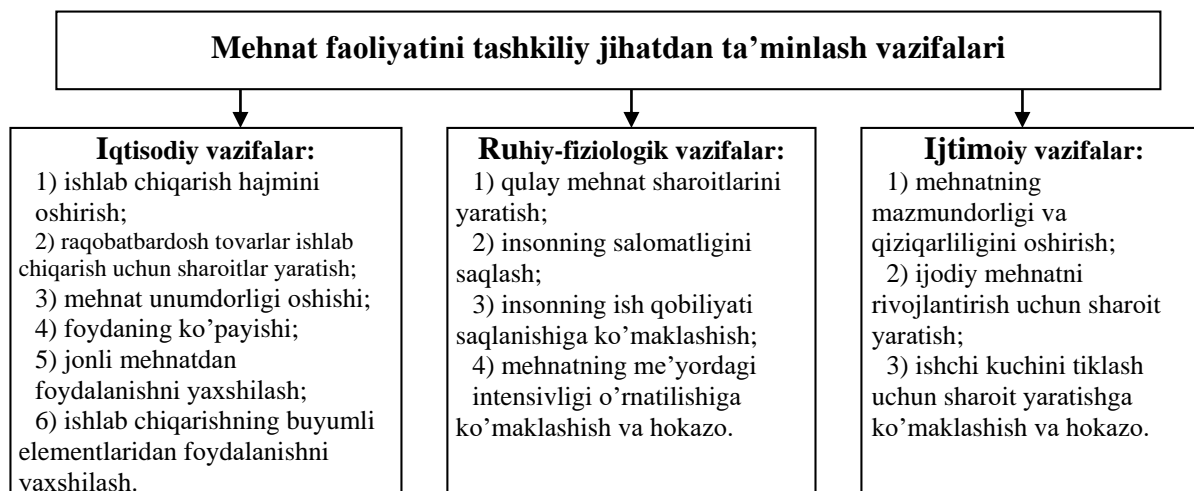 Mehnat faoliyatini tashkiliy jihatdan ta’minlash vazifalari
Iqtisodiy vazifalar:
1) ishlab chiqarish hajmini
oshirish;
2) raqobatbardosh tovarlar ishlab
chiqarish uchun sharoitlar yaratish;
3) mehnat unumdorligi oshishi;
4) foydaning ko’payishi;
5) jonli mehnatdan
foydalanishni yaxshilash;
6) ishlab chiqarishning buyumli
elementlaridan foydalanishni
yaxshilash.
Ruhiy-fiziologik vazifalar:
1) qulay mehnat sharoitlarini
yaratish;
2) insonning salomatligini
saqlash;
3) insonning ish qobiliyati
saqlanishiga ko’maklashish;
4) mehnatning me’yordagi
intensivligi o’rnatilishiga
ko’maklashish va hokazo.
Ijtimoiy vazifalar:
1) mehnatning
mazmundorligi va
qiziqarliligini oshirish;
2) ijodiy mehnatni
rivojlantirish uchun sharoit
yaratish;
3) ishchi kuchini tiklash
uchun sharoit yaratishga
ko’maklashish va hokazo.